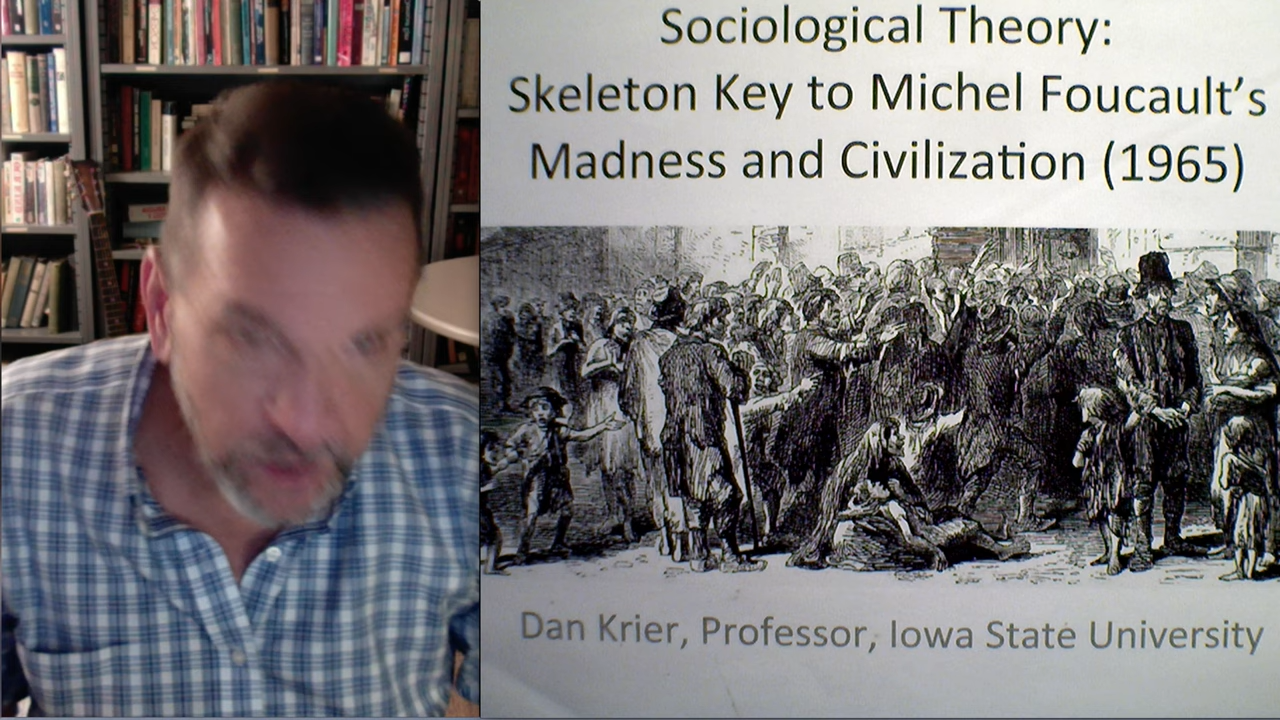 Sociological Theory:
Skeleton Key to Michel Foucault's
Madness and Civilization (1965)
Dan Krier, Professor, Iowa State University